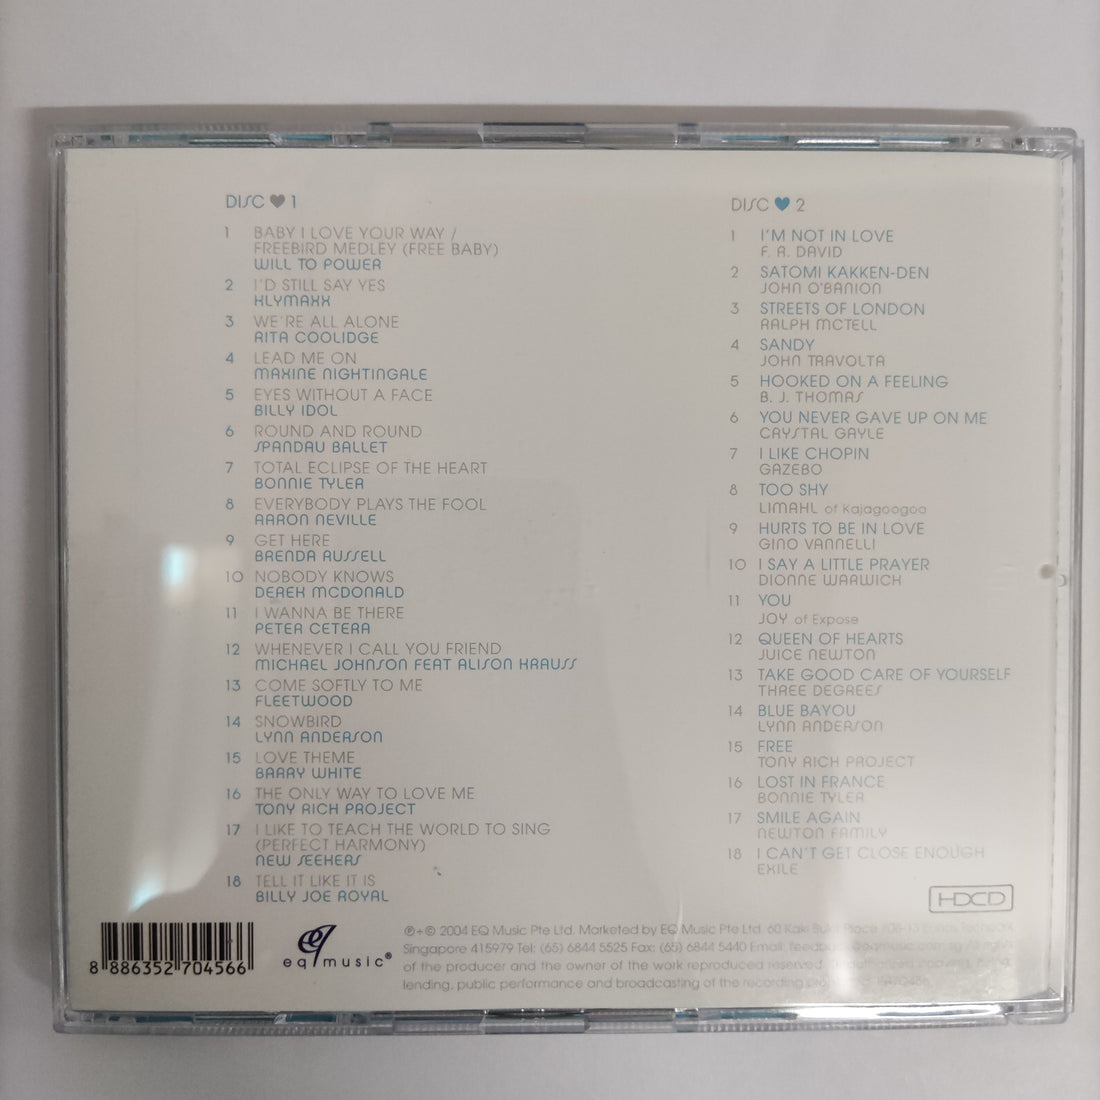 DISC ♥ 1
1 BABY I LOVE YOUR WAY /
FREEBIRD MEDLEY (FREE BABY)
WILL TO POWER
2 I'D STILL SAY YES
KLYMAXX
3 WE'RE ALL ALONE
RITA COOLIDGE
4 LEAD ME ON
MAXINE NIGHTINGALE
5 EYES WITHOUT A FACE
BILLY IDOL
6 ROUND AND ROUND
SPANDAU BALLET
7 TOTAL ECLIPSE OF THE HEART
BONNIE TYLER
8 EVERYBODY PLAYS THE FOOL
AARON NEVILLE
9 GET HERE
BRENDA RUSSELL
10 NOBODY KNOWS
DEREK MCDONALD
11 I WANNA BE THERE
PETER CETERA
12 WHENEVER I CALL YOU FRIEND
MICHAEL JOHNSON FEAT ALISON KRAUSS
13 COME SOFTLY TO ME
FLEETWOOD
14 SNOWBIRD
LYNN ANDERSON
15 LOVE THEME
BARRY WHITE
16 THE ONLY WAY TO LOVE ME
TONY RICH PROJECT
17 I LIKE TO TEACH THE WORLD TO SING
(PERFECT HARMONY)
NEW SEEKERS
18 TELL IT LIKE IT IS
BILLY JOE ROYAL
DISC ♥ 2
1 I'M NOT IN LOVE
F. R. DAVID
2 SATOMI KAKKEN-DEN
JOHN O'BANION
3 STREETS OF LONDON
RALPH MCTELL
4 SANDY
JOHN TRAVOLTA
5 HOOKED ON A FEELING
B. J. THOMAS
6 YOU NEVER GAVE UP ON ME
CRYSTAL GAYLE
7 I LIKE CHOPIN
GAZEBO
8 TOO SHY
LIMAHL of Kajagoogoo
9 HURTS TO BE IN LOVE
GINO VANNELLI
10 I SAY A LITTLE PRAYER
DIONNE WARWICH
11 YOU
JOY of Expose
12 QUEEN OF HEARTS
JUICE NEWTON
13 TAKE GOOD CARE OF YOURSELF
THREE DEGREES
14 BLUE BAYOU
LYNN ANDERSON
15 FREE
TONY RICH PROJECT
16 LOST IN FRANCE
BONNIE TYLER
17 SMILE AGAIN
NEWTON FAMILY
18 I CAN'T GET CLOSE ENOUGH
EXILE
HDCD
8 886352 704566
eq music®
℗+© 2004 EQ Music Pte Ltd. Marketed by EQ Music Pte Ltd. 60 Kaki Bukit Place
Singapore 415979 Tel: (65) 6844 5525 Fax: (65) 6844 5440 Email:
of the producer and the owner of the work reproduced reserved.
lending, public performance and broadcasting of the recording